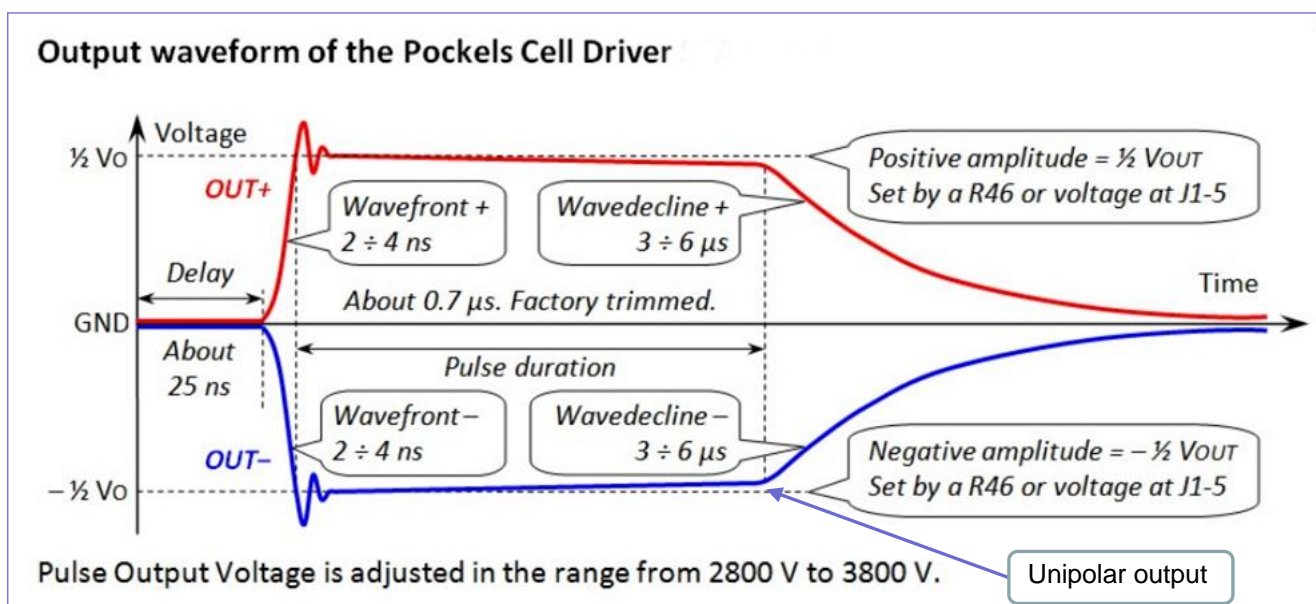 Output waveform of the Pockels Cell Driver
Voltage
½ Vo
OUT+
Wavefront +
2 ÷ 4 ns
Wavedecline +
3 ÷ 6 µs
Positive amplitude = ½ VOUT
Set by a R46 or voltage at J1-5
Delay
About 0.7 µs. Factory trimmed.
Time
GND
About
25 ns
Pulse duration
Wavefront–
2 ÷ 4 ns
Wavedecline –
3 ÷ 6 µs
OUT–
Negative amplitude = – ½ VOUT
Set by a R46 or voltage at J1-5
– ½ Vo
Pulse Output Voltage is adjusted in the range from 2800 V to 3800 V.
Unipolar output